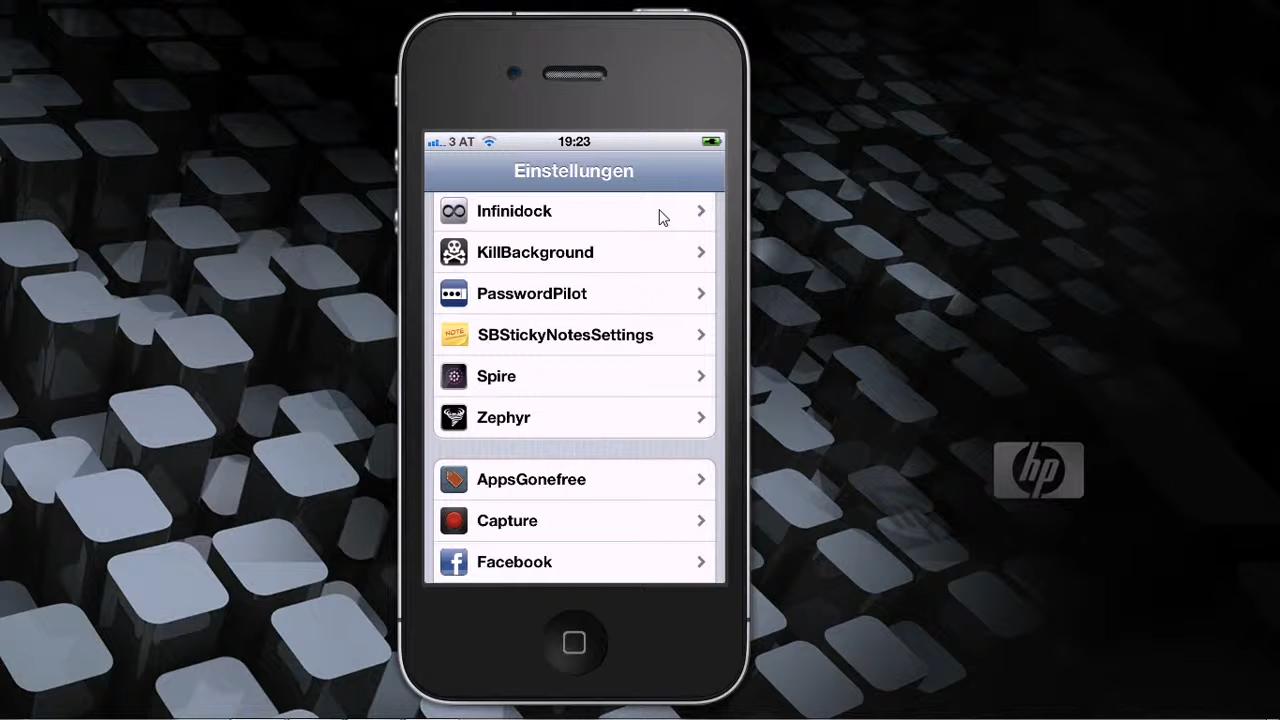 3 AT
19:23
Einstellungen
Infinidock
KillBackground
PasswordPilot
NOTE
SBStickyNotesSettings
Spire
Zephyr
AppsGonefree
Capture
f
Facebook
hp